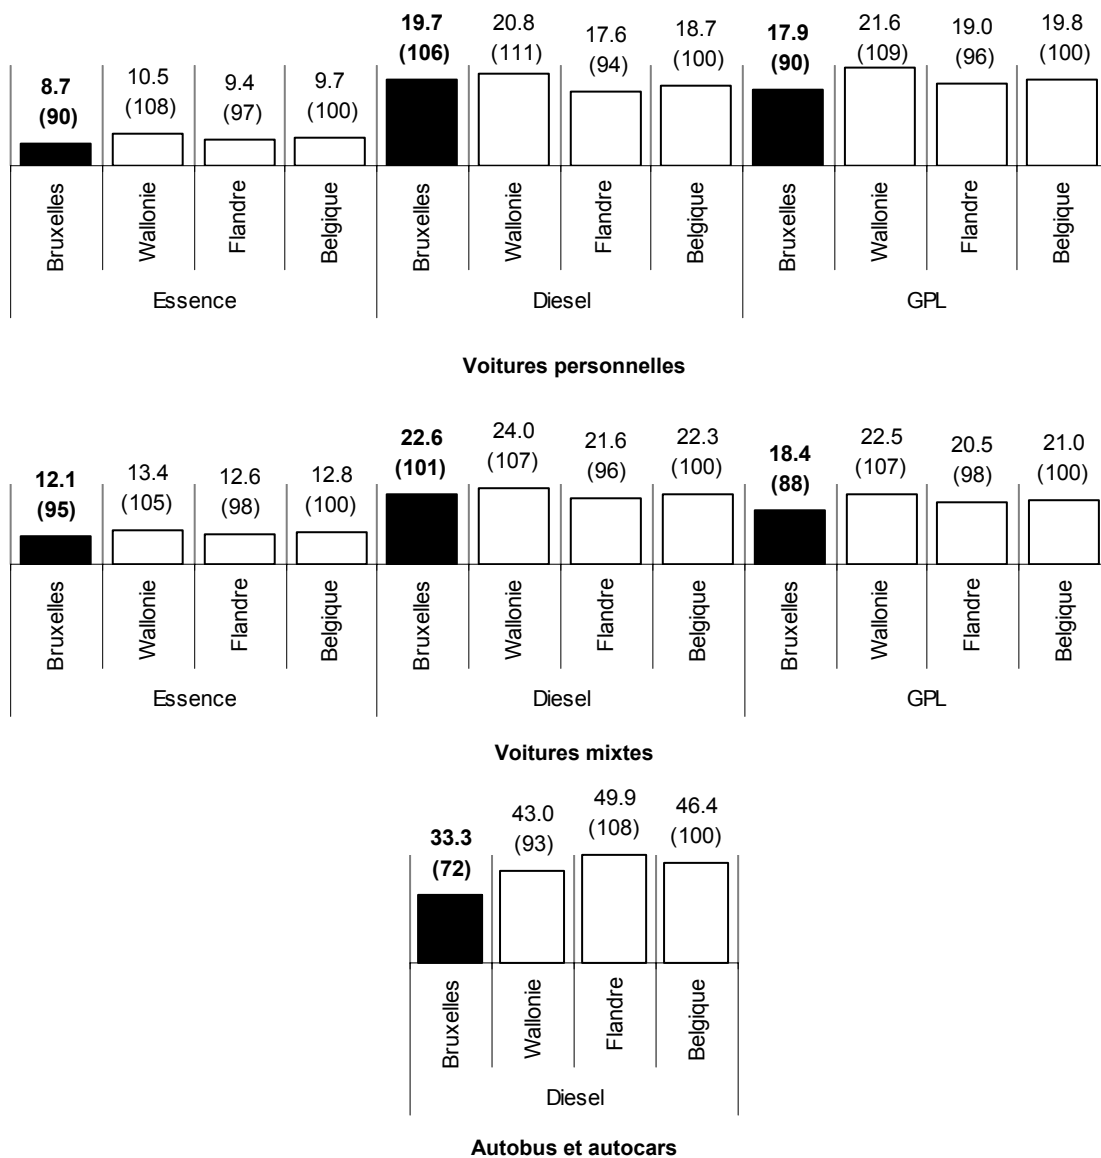 8.7 10.5 9.4 9.7 19.7 20.8 17.6 18.7 17.9 21.6 19.0 19.8
(90) (108) (97) (100) (106) (111) (94) (100) (90) (109) (96) (100)
Bruxelles Wallonie Flandre Belgique Bruxelles Wallonie Flandre Belgique Bruxelles Wallonie Flandre Belgique
Essence Diesel GPL
Voitures personnelles
12.1 13.4 12.6 12.8 22.6 24.0 21.6 22.3 18.4 22.5 20.5 21.0
(95) (105) (98) (100) (101) (107) (96) (100) (88) (107) (98) (100)
Bruxelles Wallonie Flandre Belgique Bruxelles Wallonie Flandre Belgique Bruxelles Wallonie Flandre Belgique
Essence Diesel GPL
Voitures mixtes
33.3 43.0 49.9 46.4
(72) (93) (108) (100)
Bruxelles Wallonie Flandre Belgique
Diesel
Autobus et autocars